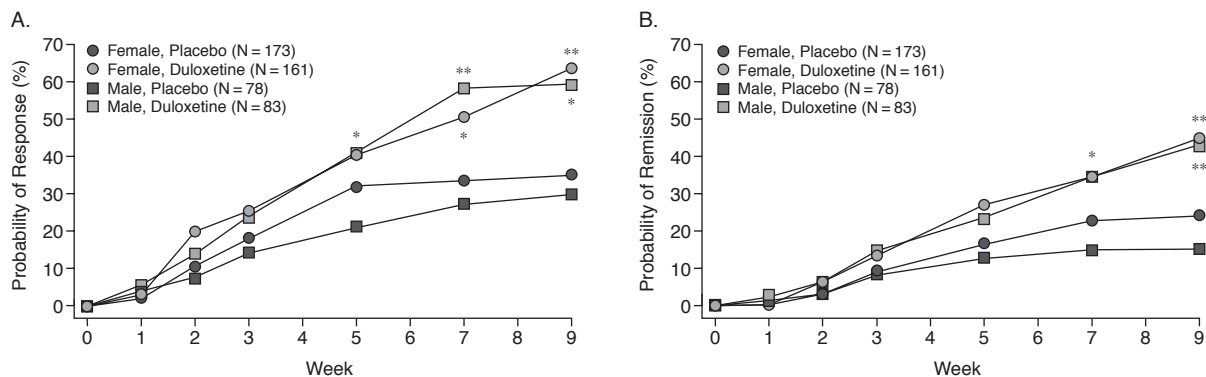 A.
70
60
50
40
30
20
10
0
Probability of Response (%)
Female, Placebo (N = 173)
Female, Duloxetine (N = 161)
Male, Placebo (N = 78)
Male, Duloxetine (N = 83)
*
**
*
**
*
0 1 2 3 4 5 6 7 8 9
Week
B.
70
60
50
40
30
20
10
0
Probability of Remission (%)
Female, Placebo (N = 173)
Female, Duloxetine (N = 161)
Male, Placebo (N = 78)
Male, Duloxetine (N = 83)
*
**
**
0 1 2 3 4 5 6 7 8 9
Week